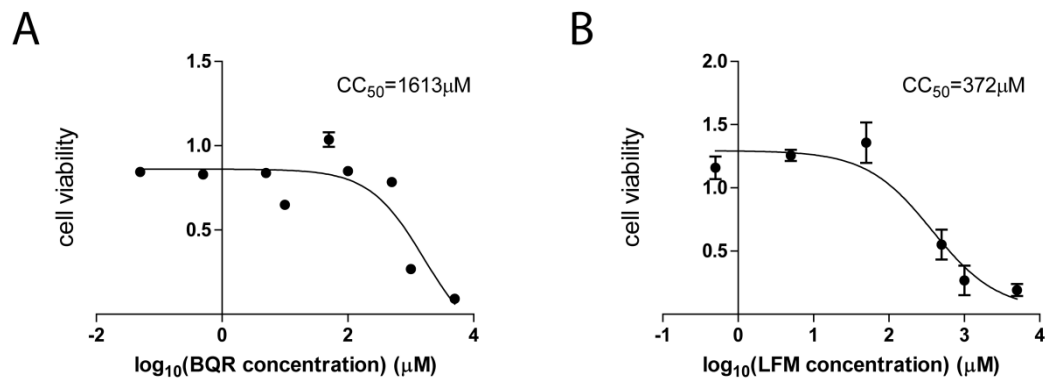 A
CC50=1613µM
cell viability
1.5
1.0
0.5
-2 0 2 4
log10(BQR concentration) (µM)
B
CC50=372µM
cell viability
2.0
1.5
1.0
0.5
-1 0 1 2 3 4
log10(LFM concentration) (µM)